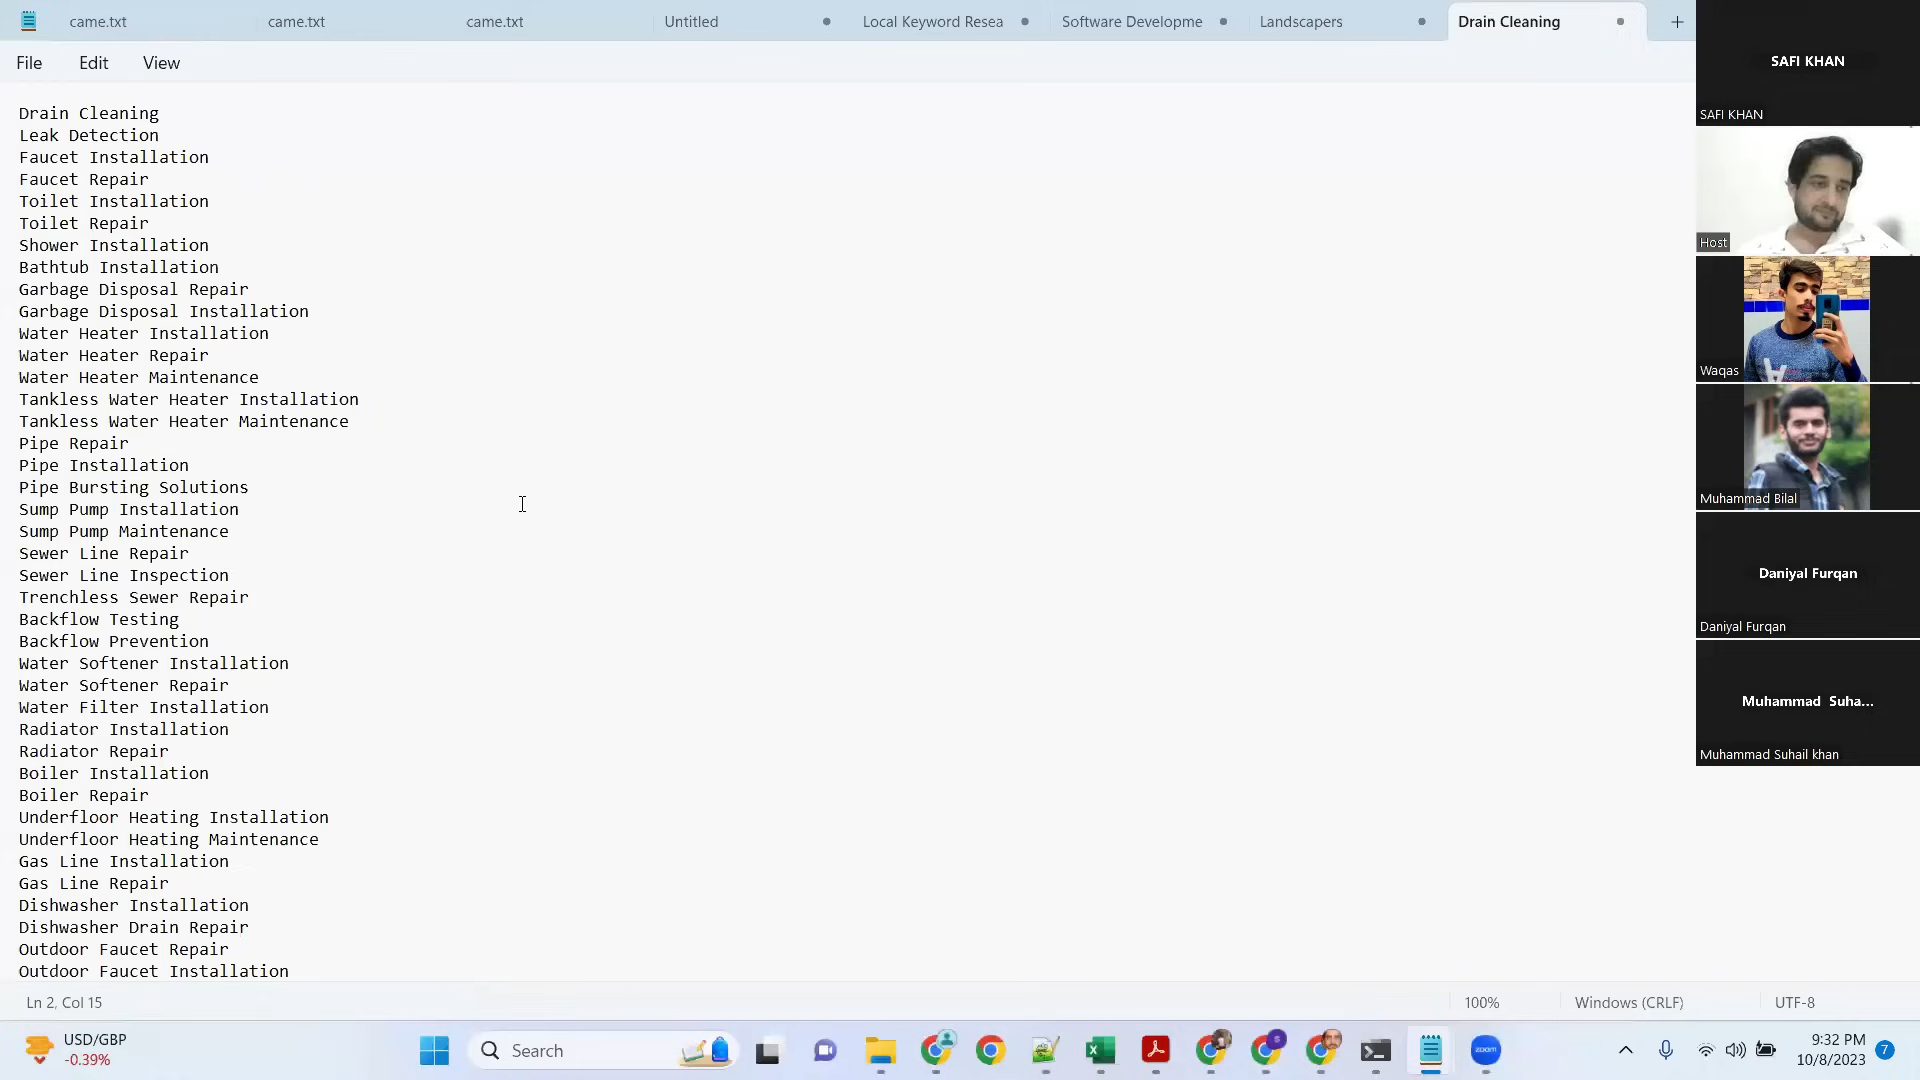 came.txt
came.txt
came.txt
Untitled
Local Keyword Resea
Software Developme
Landscapers
Drain Cleaning
File
Edit
View
Drain Cleaning
Leak Detection
Faucet Installation
Faucet Repair
Toilet Installation
Toilet Repair
Shower Installation
Bathtub Installation
Garbage Disposal Repair
Garbage Disposal Installation
Water Heater Installation
Water Heater Repair
Water Heater Maintenance
Tankless Water Heater Installation
Tankless Water Heater Maintenance
Pipe Repair
Pipe Installation
Pipe Bursting Solutions
Sump Pump Installation
Sump Pump Maintenance
Sewer Line Repair
Sewer Line Inspection
Trenchless Sewer Repair
Backflow Testing
Backflow Prevention
Water Softener Installation
Water Softener Repair
Water Filter Installation
Radiator Installation
Radiator Repair
Boiler Installation
Boiler Repair
Underfloor Heating Installation
Underfloor Heating Maintenance
Gas Line Installation
Gas Line Repair
Dishwasher Installation
Dishwasher Drain Repair
Outdoor Faucet Repair
Outdoor Faucet Installation
Ln 2, Col 15
100%
Windows (CRLF)
UTF-8
SAFI KHAN
SAFI KHAN
Host
Waqas
Muhammad Bilal
Daniyal Furqan
Daniyal Furqan
Muhammad Suha...
Muhammad Suhail khan
USD/GBP
-0.39%
Search
zoom
9:32 PM
10/8/2023
7